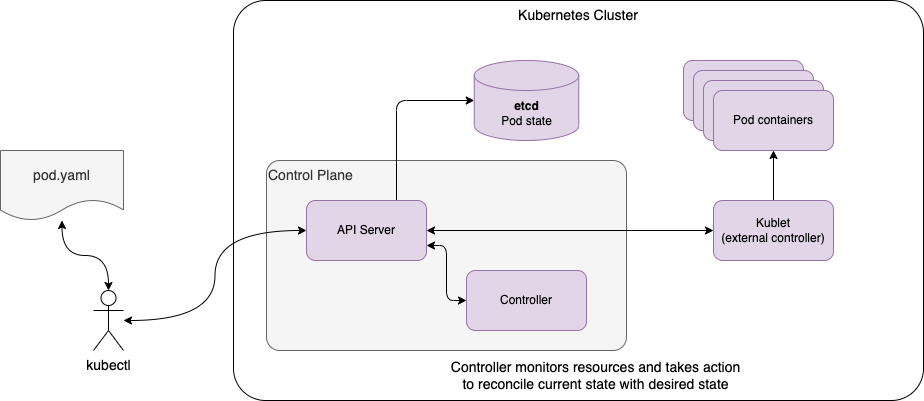 Kubernetes Cluster
etcd
Pod state
Pod containers
pod.yaml
Control Plane
API Server
Kublet
(external controller)
Controller
kubectl
Controller monitors resources and takes action
to reconcile current state with desired state